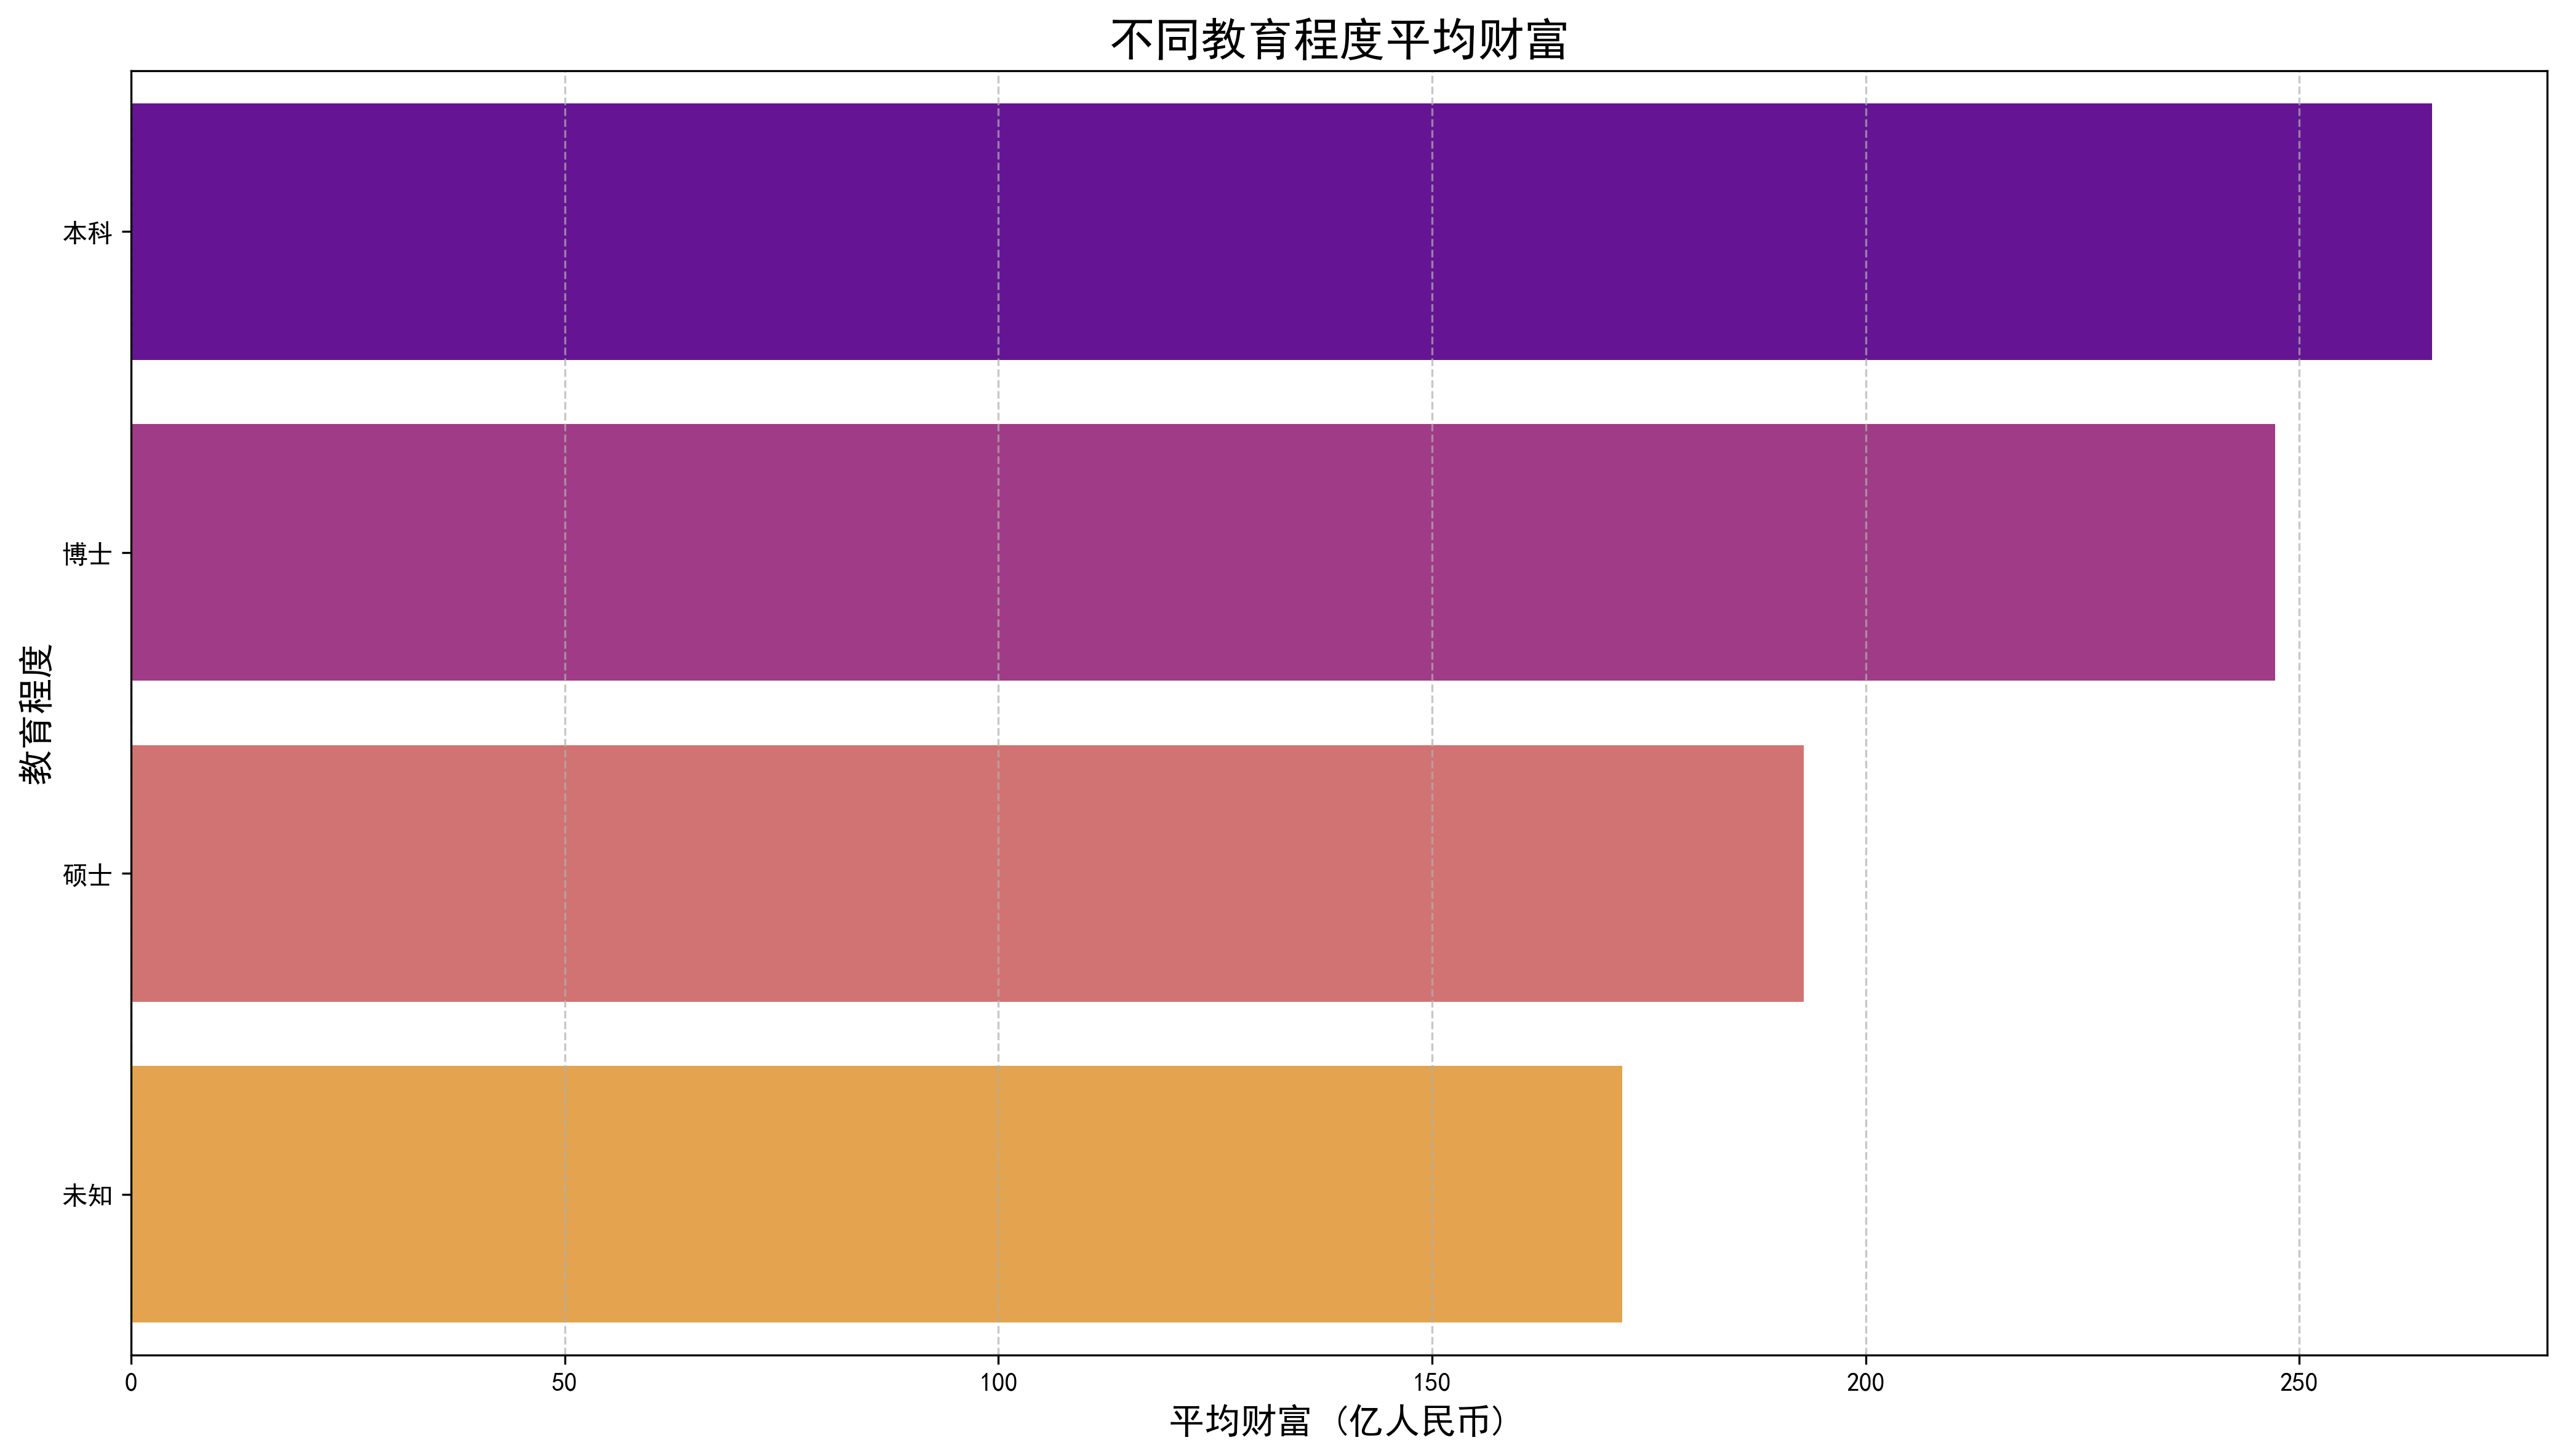 不同教育程度平均财富
教育程度
本科
博士
硕士
未知
0 50 100 150 200 250
平均财富 (亿人民币)